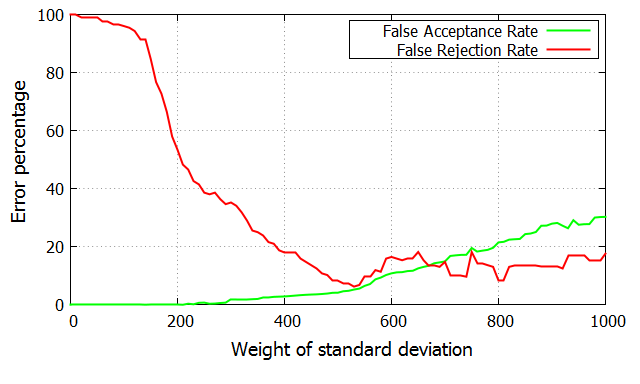 False Acceptance Rate
False Rejection Rate
Error percentage
100
80
60
40
20
0
0 200 400 600 800 1000
Weight of standard deviation